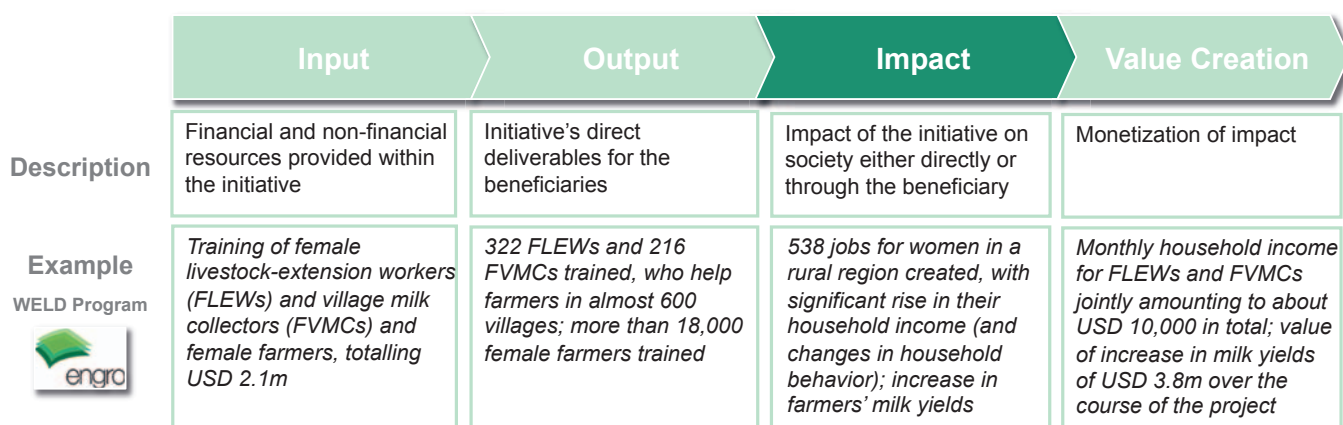 Input
Output
Impact
Value Creation
Description
Financial and non-financial
resources provided within
the initiative
Initiative's direct
deliverables for the
beneficiaries
Impact of the initiative on
society either directly or
through the beneficiary
Monetization of impact
Example
WELD Program
engro
Training of female
livestock-extension workers
(FLEWs) and village milk
collectors (FVMCs) and
female farmers, totalling
USD 2.1m
322 FLEWs and 216
FVMCs trained, who help
farmers in almost 600
villages; more than 18,000
female farmers trained
538 jobs for women in a
rural region created, with
significant rise in their
household income (and
changes in household
behavior); increase in
farmers' milk yields
Monthly household income
for FLEWs and FVMCs
jointly amounting to about
USD 10,000 in total; value
of increase in milk yields
of USD 3.8m over the
course of the project